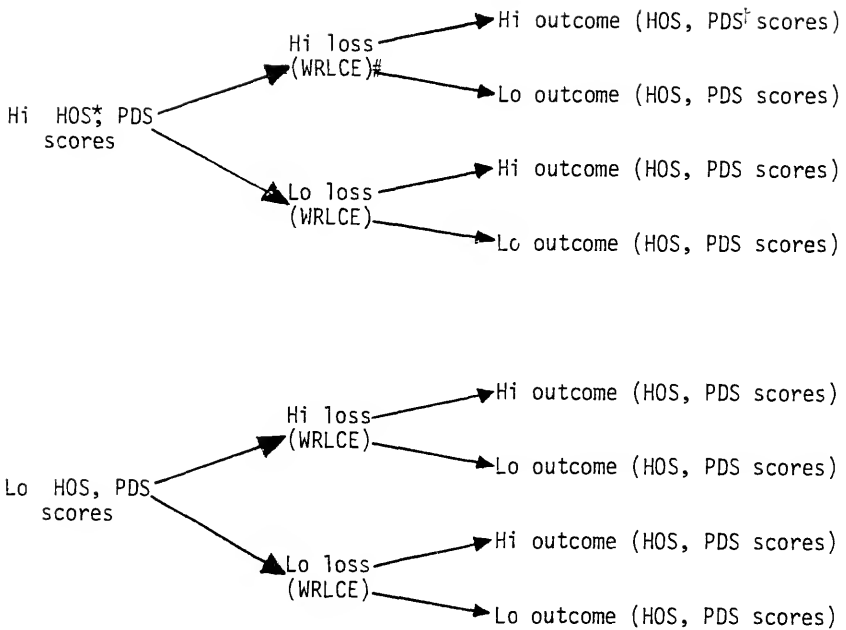 Hi outcome (HOS, PDS† scores)
Hi loss
(WRLCE)#
Lo outcome (HOS, PDS scores)
Hi HOS*, PDS
scores
Hi outcome (HOS, PDS scores)
Lo loss
(WRLCE)
Lo outcome (HOS, PDS scores)
Hi outcome (HOS, PDS scores)
Hi loss
(WRLCE)
Lo outcome (HOS, PDS scores)
Lo HOS, PDS
scores
Hi outcome (HOS, PDS scores)
Lo loss
(WRLCE)
Lo outcome (HOS, PDS scores)